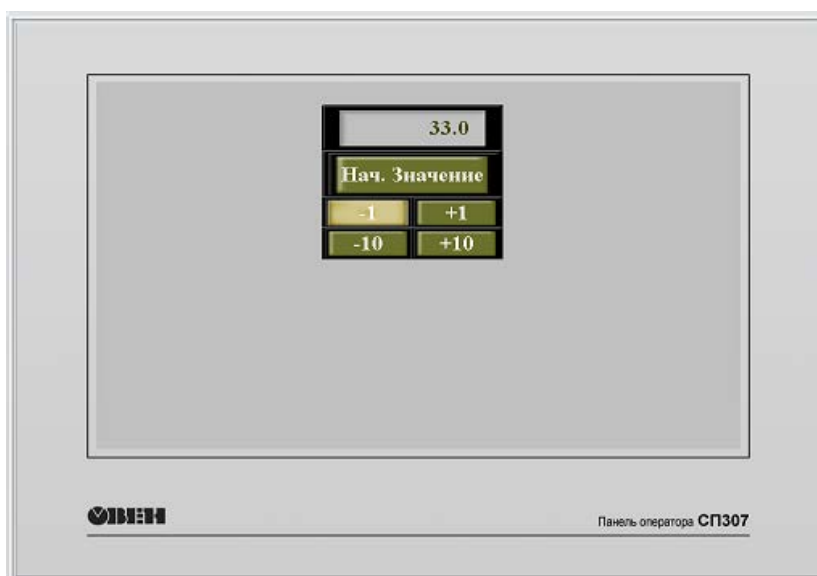 33.0
Нач. Значение
-1 +1
-10 +10
ОВЕН
Панель оператора СП307